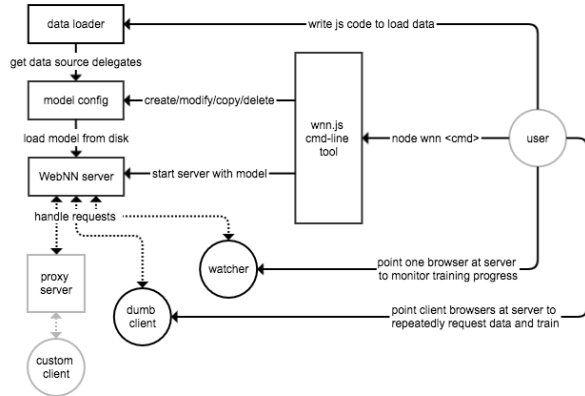 data loader
write js code to load data
get data source delegates
model config
create/modify/copy/delete
wnn.js
cmd-line
tool
node wnn <cmd>
user
load model from disk
WebNN server
start server with model
handle requests
proxy
server
watcher
point one browser at server
to monitor training progress
dumb
client
point client browsers at server to
repeatedly request data and train
custom
client